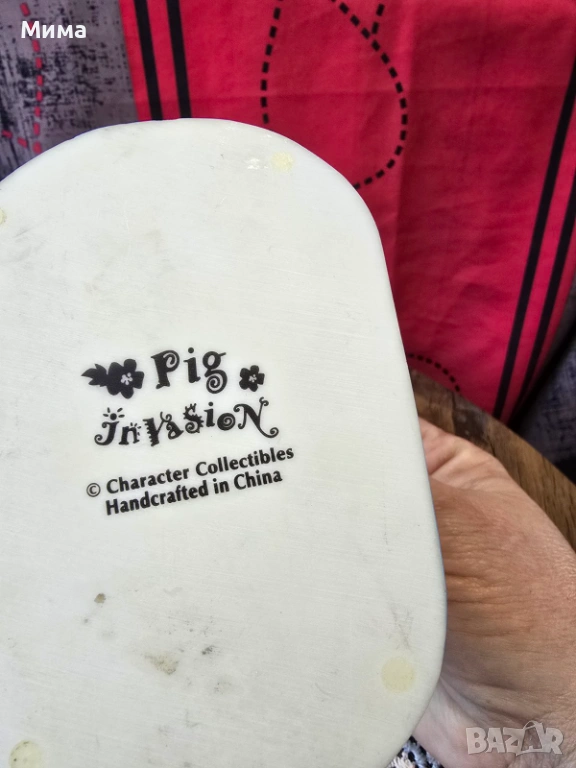 Мима
Pig
invasion
© Character Collectibles
Handcrafted in China
BAZAR